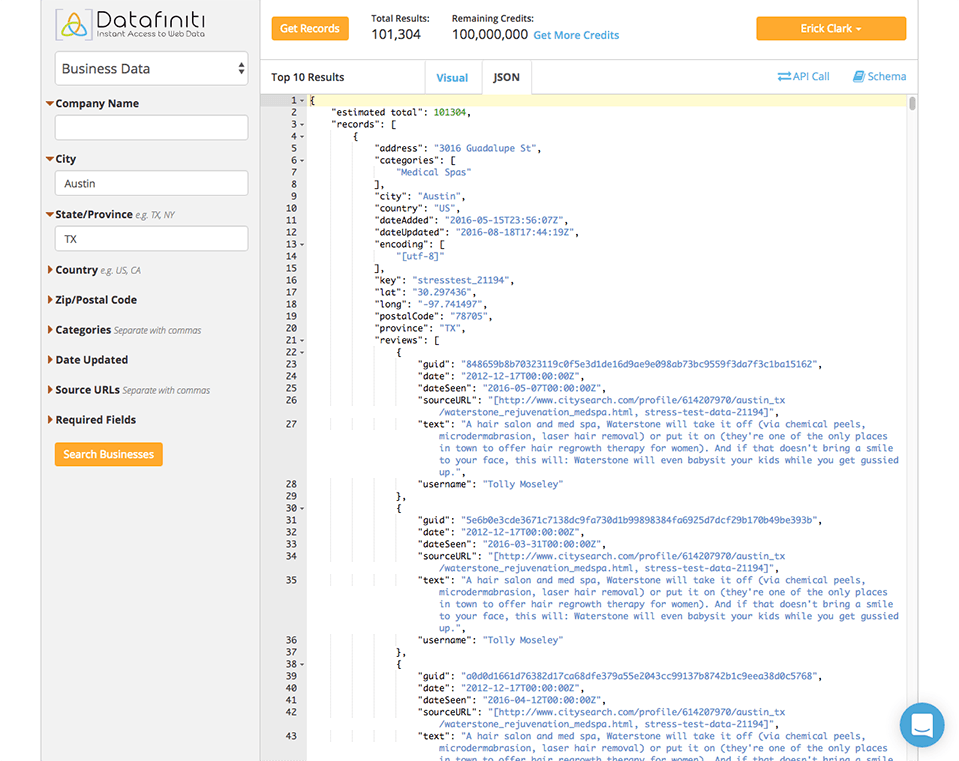 Datafiniti
Instant Access to Web Data
Business Data
Company Name
City
Austin
State/Province e.g. TX, NY
TX
Country e.g. US, CA
Zip/Postal Code
Categories Separate with commas
Date Updated
Source URLs Separate with commas
Required Fields
Search Businesses
Get Records
Total Results:
101,304
Remaining Credits:
100,000,000 Get More Credits
Erick Clark
Top 10 Results
Visual
JSON
API Call
Schema
1 {
2 "estimated total": 101304,
3 "records": [
4 {
5 "address": "3016 Guadalupe St",
6 "categories": [
7 "Medical Spas"
8 ],
9 "city": "Austin",
10 "country": "US",
11 "dateAdded": "2016-05-15T23:56:07Z",
12 "dateUpdated": "2016-08-18T17:44:19Z",
13 "encoding": [
14 "[utf-8]"
15 ],
16 "key": "stresstest_21194",
17 "lat": "30.297436",
18 "long": "-97.741497",
19 "postalCode": "78705",
20 "province": "TX",
21 "reviews": [
22 {
23 "guid": "848659b8b70323119c0f5e3d1de16d9ae9e098ab73bc9559f3da7f3c1ba15162",
24 "date": "2012-12-17T00:00:00Z",
25 "dateSeen": "2016-05-07T00:00:00Z",
26 "sourceURL": "[http://www.citysearch.com/profile/614207970/austin_tx
/waterstone_rejuvenation_medspa.html, stress-test-data-21194]",
27 "text": "A hair salon and med spa, Waterstone will take it off (via chemical peels,
microdermabrasion, laser hair removal) or put it on (they're one of the only places
in town to offer hair regrowth therapy for women). And if that doesn't bring a smile
to your face, this will: Waterstone will even babysit your kids while you get gussied
up.",
28 "username": "Tolly Moseley"
29 },
30 {
31 "guid": "5e6b0e3cde3671c7138dc9fa730d1b99898384fa6925d7dcf29b170b49be393b",
32 "date": "2012-12-17T00:00:00Z",
33 "dateSeen": "2016-03-31T00:00:00Z",
34 "sourceURL": "[http://www.citysearch.com/profile/614207970/austin_tx
/waterstone_rejuvenation_medspa.html, stress-test-data-21194]",
35 "text": "A hair salon and med spa, Waterstone will take it off (via chemical peels,
microdermabrasion, laser hair removal) or put it on (they're one of the only places
in town to offer hair regrowth therapy for women). And if that doesn't bring a smile
to your face, this will: Waterstone will even babysit your kids while you get gussied
up.",
36 "username": "Tolly Moseley"
37 },
38 {
39 "guid": "a0d0d1661d76382d17ca68dfe379a55e2043cc99137b8742b1c9eea38d0c5768",
40 "date": "2012-12-17T00:00:00Z",
41 "dateSeen": "2016-04-12T00:00:00Z",
42 "sourceURL": "[http://www.citysearch.com/profile/614207970/austin_tx
/waterstone_rejuvenation_medspa.html, stress-test-data-21194]",
43 "text": "A hair salon and med spa, Waterstone will take it off (via chemical peels,
microdermabrasion, laser hair removal) or put it on (they're one of the only places
in town to offer hair regrowth therapy for women). And if that doesn't bring a smile